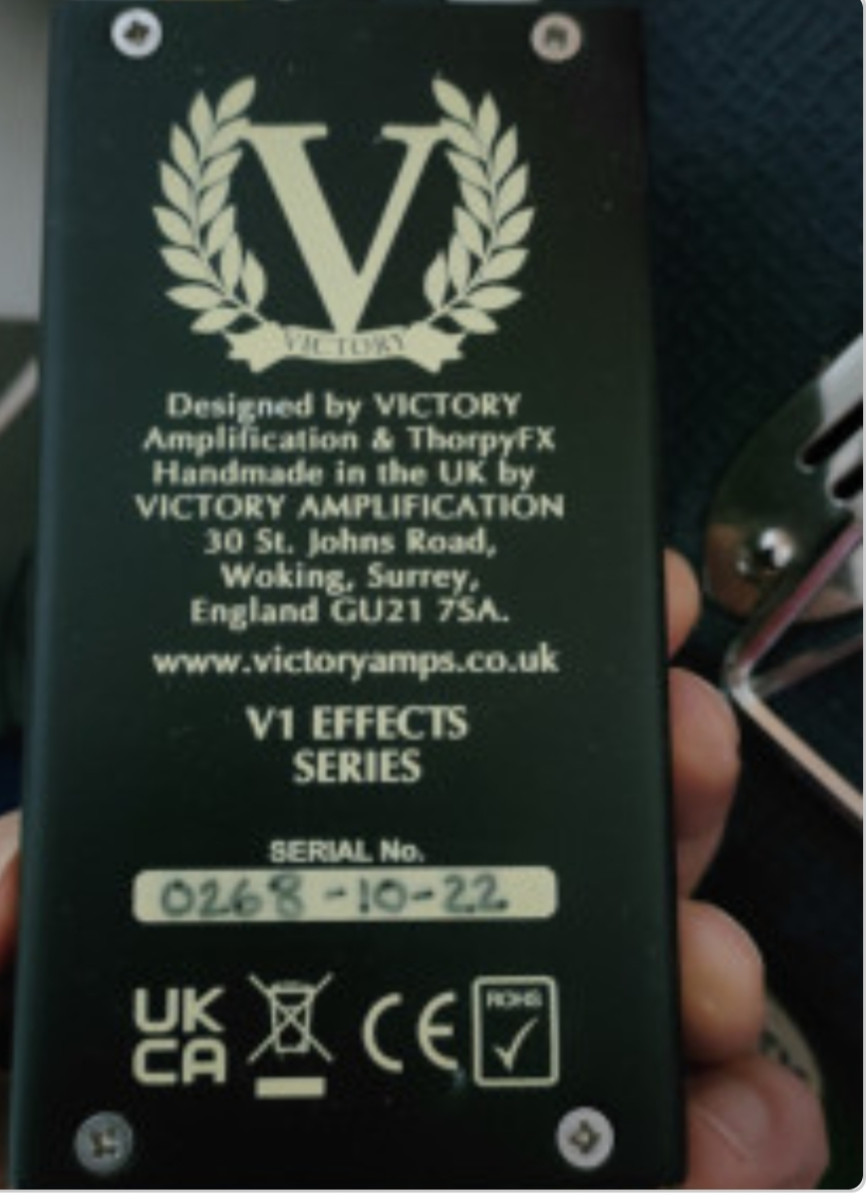 V
VICTORY
Designed by VICTORY
Amplification & ThorpyFX
Handmade in the UK by
VICTORY AMPLIFICATION
30 St. Johns Road,
Woking, Surrey,
England GU21 7SA.
www.victoryamps.co.uk
V1 EFFECTS
SERIES
SERIAL No.
0268-10-22
UK
CA
CE
ROHS